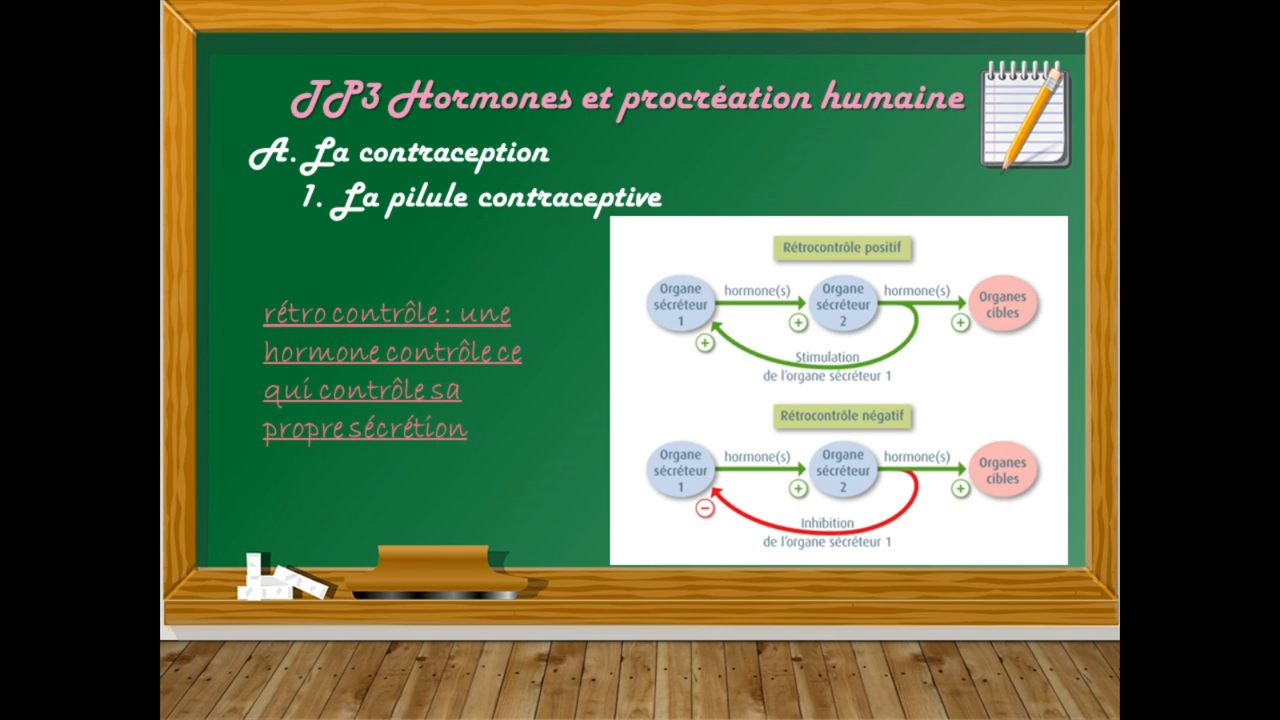 TP3 Hormones et procréation humaine
A. La contraception
1. La pilule contraceptive
rétro contrôle : une
hormone contrôle ce
qui contrôle sa
propre sécrétion
Rétrocontrôle positif
Organe
sécréteur
1
hormone(s)
+
Organe
sécréteur
2
hormone(s)
+
Organes
cibles
+
Stimulation
de l'organe sécréteur 1
Rétrocontrôle négatif
Organe
sécréteur
1
hormone(s)
+
Organe
sécréteur
2
hormone(s)
+
Organes
cibles
−
Inhibition
de l'organe sécréteur 1